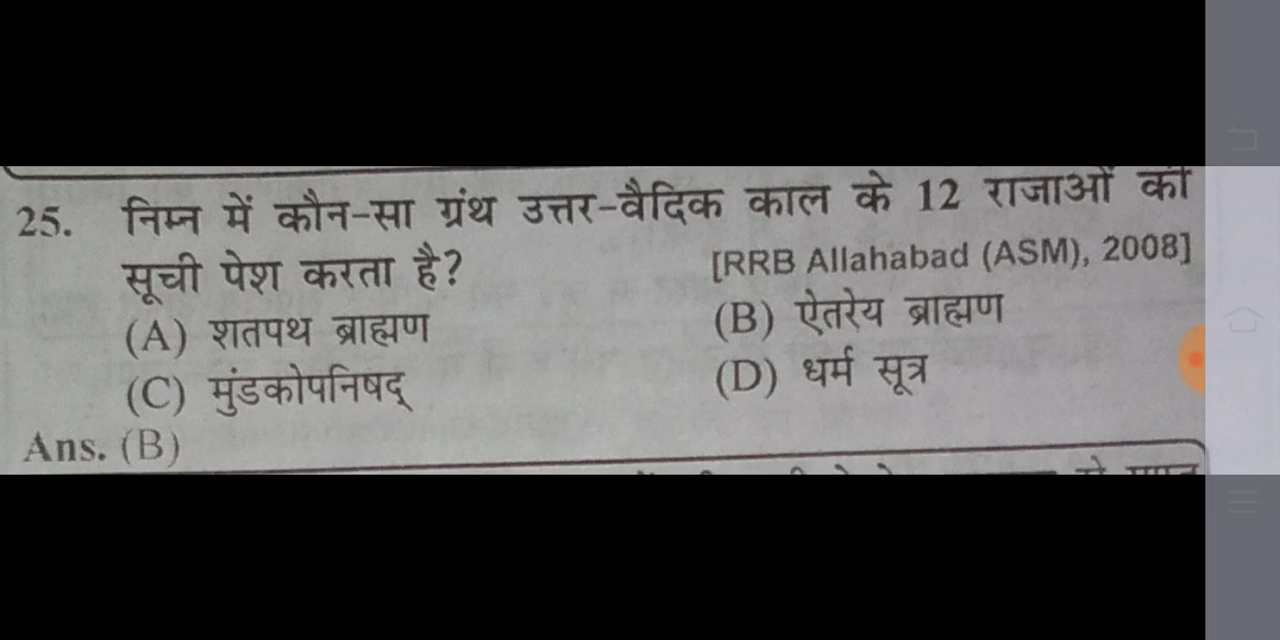 25. निम्न में कौन-सा ग्रंथ उत्तर-वैदिक काल के 12 राजाओं की
सूची पेश करता है? [RRB Allahabad (ASM), 2008]
(A) शतपथ ब्राह्मण (B) ऐतरेय ब्राह्मण
(C) मुंडकोपनिषद् (D) धर्म सूत्र
Ans. (B)